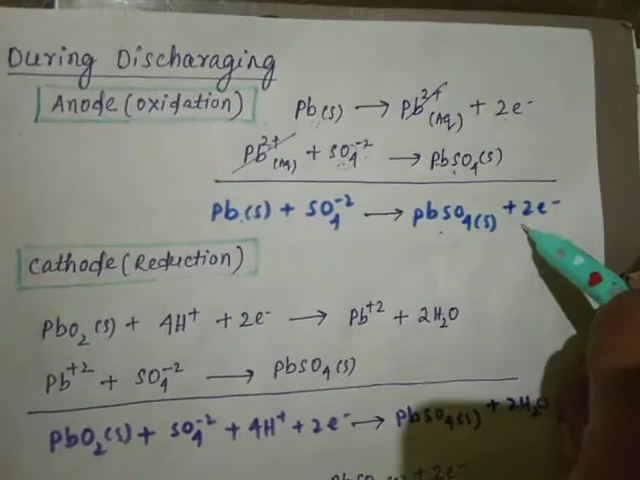 During Discharaging
Anode (Oxidation) Pb(s) → Pb²⁺(Aq) + 2e⁻
Pb²⁺(Aq) + SO₄⁻² → PbSO₄(s)
Pb(s) + SO₄⁻² → PbSO₄(s) + 2e⁻
Cathode (Reduction)
PbO₂(s) + 4H⁺ + 2e⁻ → Pb⁺² + 2H₂O
Pb⁺² + SO₄⁻² → PbSO₄(s)
PbO₂(s) + SO₄⁻² + 4H⁺ + 2e⁻ → PbSO₄(s) + 2H₂O
PbSO₄ + 2e⁻